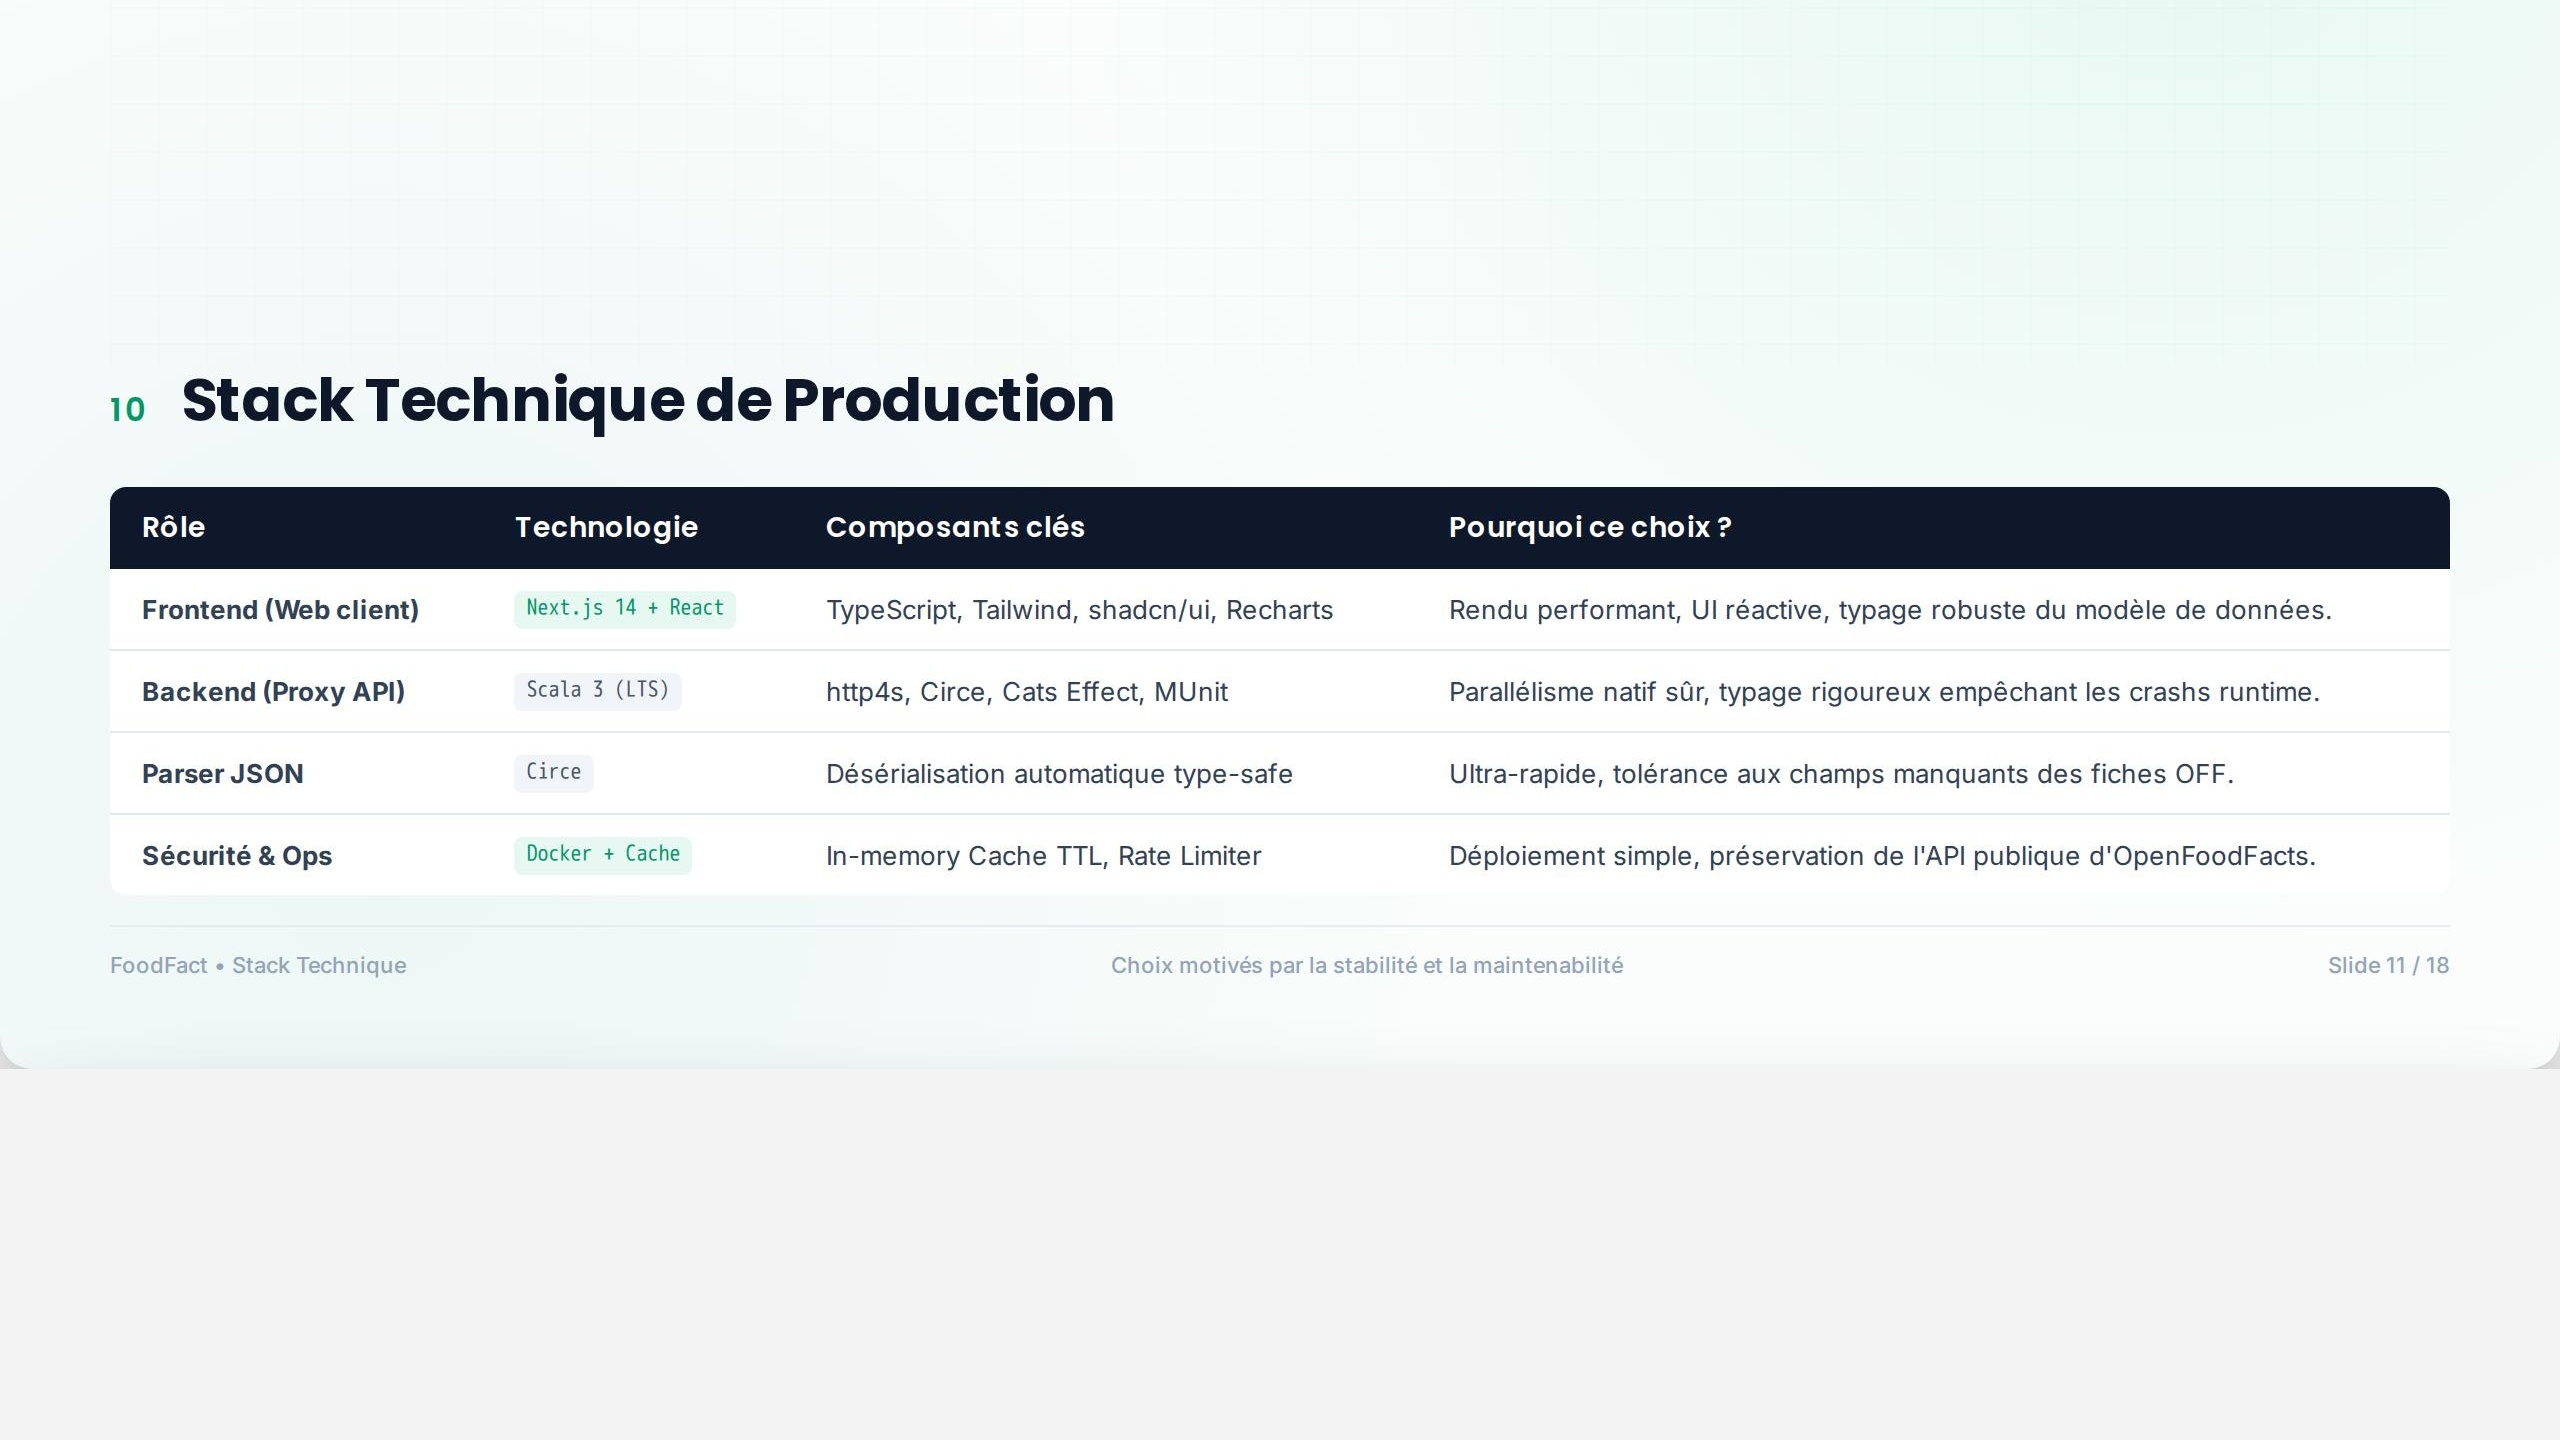 10 Stack Technique de Production
Rôle Technologie Composants clés Pourquoi ce choix ?
Frontend (Web client) Next.js 14 + React TypeScript, Tailwind, shadcn/ui, Recharts Rendu performant, UI réactive, typage robuste du modèle de données.
Backend (Proxy API) Scala 3 (LTS) http4s, Circe, Cats Effect, MUnit Parallélisme natif sûr, typage rigoureux empêchant les crashs runtime.
Parser JSON Circe Désérialisation automatique type-safe Ultra-rapide, tolérance aux champs manquants des fiches OFF.
Sécurité & Ops Docker + Cache In-memory Cache TTL, Rate Limiter Déploiement simple, préservation de l'API publique d'OpenFoodFacts.
FoodFact • Stack Technique Choix motivés par la stabilité et la maintenabilité Slide 11 / 18